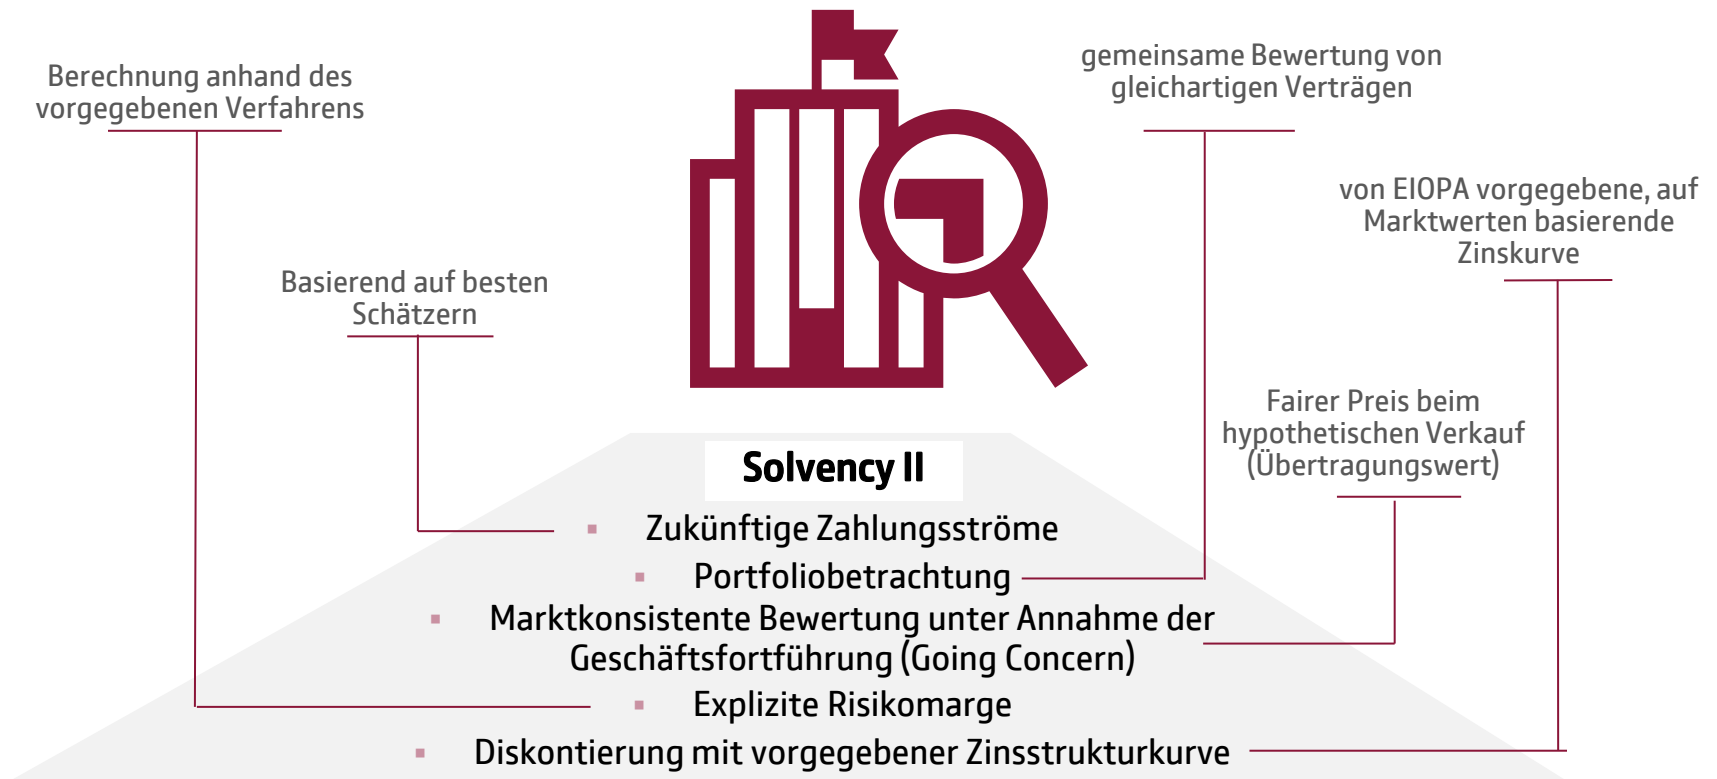 Berechnung anhand des
vorgegebenen Verfahrens
gemeinsame Bewertung von
gleichartigen Verträgen
von EIOPA vorgegebene, auf
Marktwerten basierende
Zinskurve
Basierend auf besten
Schätzern
Fairer Preis beim
hypothetischen Verkauf
(Übertragungswert)
Solvency II
▪ Zukünftige Zahlungsströme
▪ Portfoliobetrachtung
▪ Marktkonsistente Bewertung unter Annahme der
Geschäftsfortführung (Going Concern)
▪ Explizite Risikomarge
▪ Diskontierung mit vorgegebener Zinsstrukturkurve